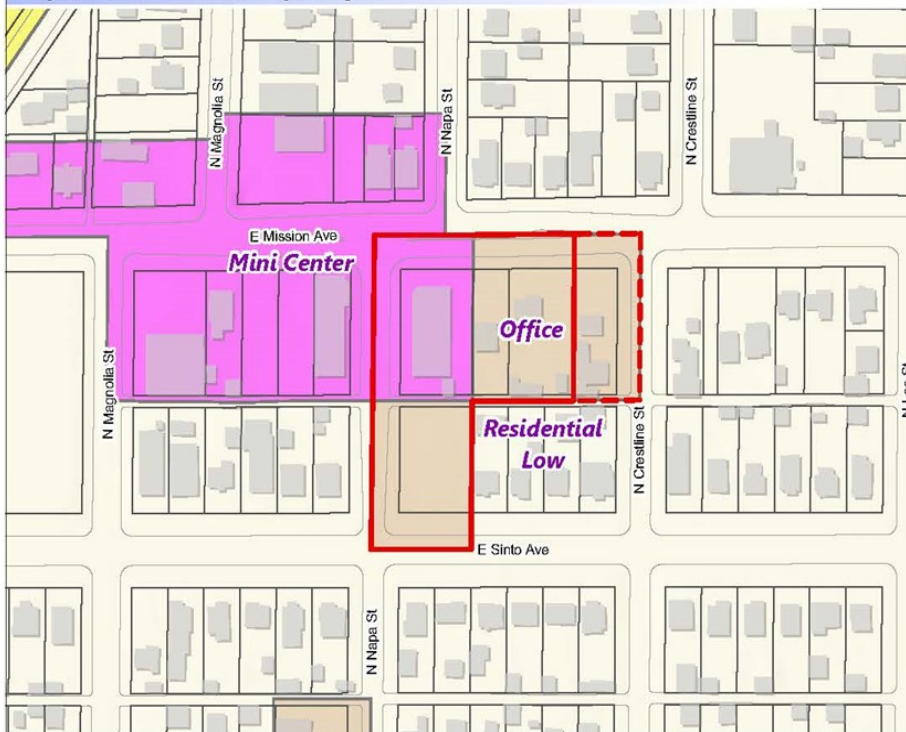 N Magnolia St
N Napa St
N Crestline St
E Mission Ave
Mini Center
Office
N Magnolia St
Residential
Low
N Crestline St
E Sinto Ave
N Napa St